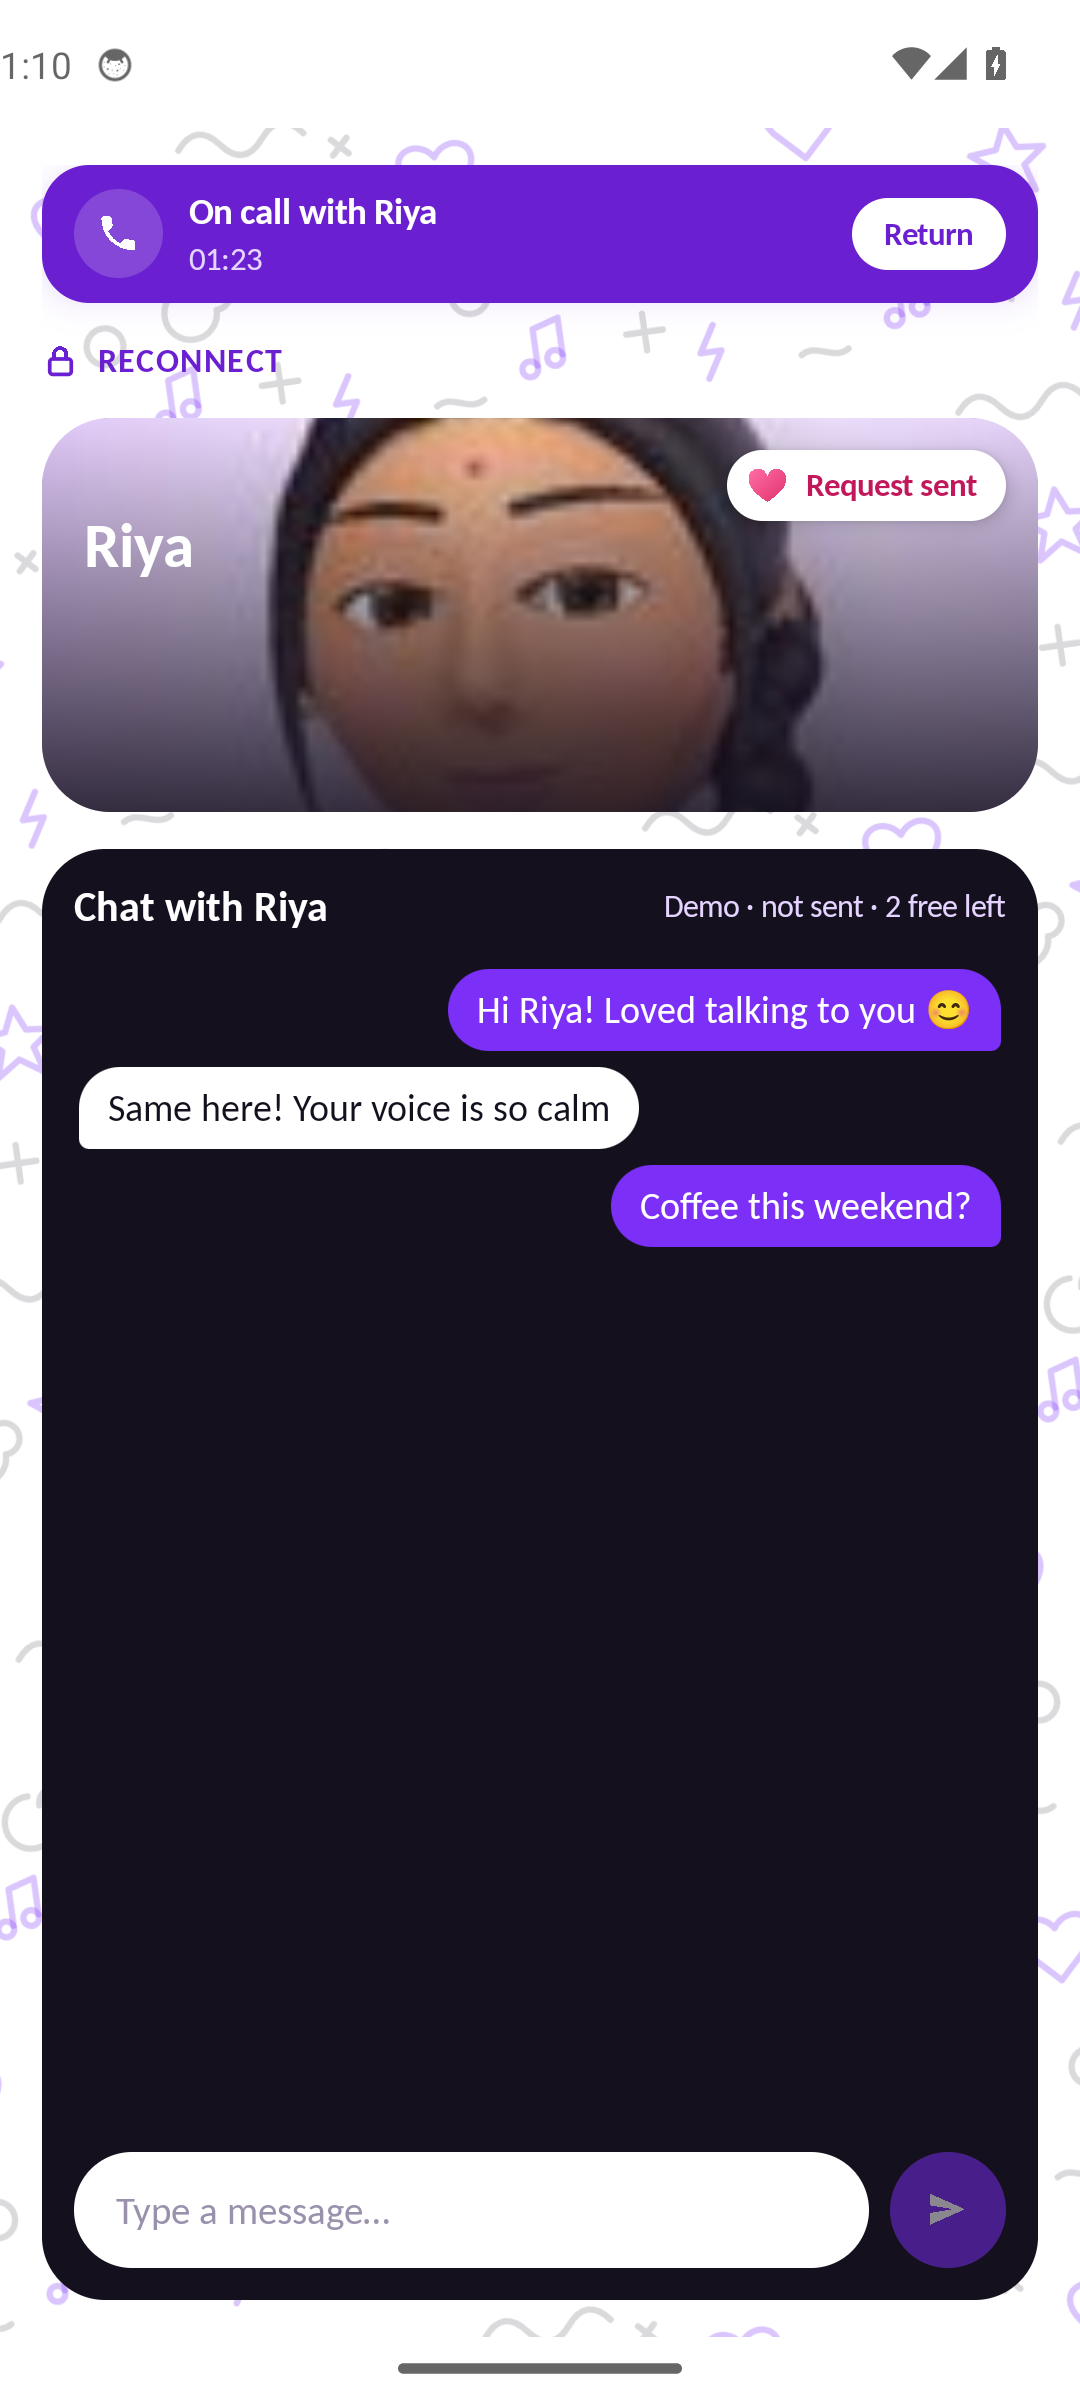 1:10
On call with Riya
01:23
Return
RECONNECT
Request sent
Riya
Chat with Riya
Demo · not sent · 2 free left
Hi Riya! Loved talking to you 😊
Same here! Your voice is so calm
Coffee this weekend?
Type a message...